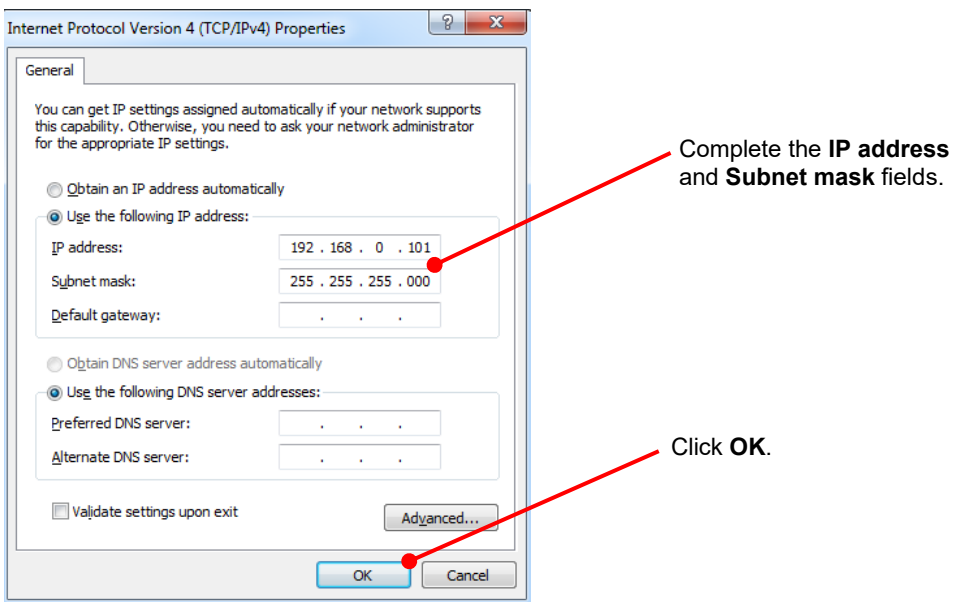 Internet Protocol Version 4 (TCP/IPv4) Properties
General
You can get IP settings assigned automatically if your network supports
this capability. Otherwise, you need to ask your network administrator
for the appropriate IP settings.
Obtain an IP address automatically
Use the following IP address:
IP address: 192 . 168 . 0 . 101
Subnet mask: 255 . 255 . 255 . 000
Default gateway: . . .
Obtain DNS server address automatically
Use the following DNS server addresses:
Preferred DNS server: . . .
Alternate DNS server: . . .
Validate settings upon exit
Advanced...
OK Cancel
Complete the IP address
and Subnet mask fields.
Click OK.